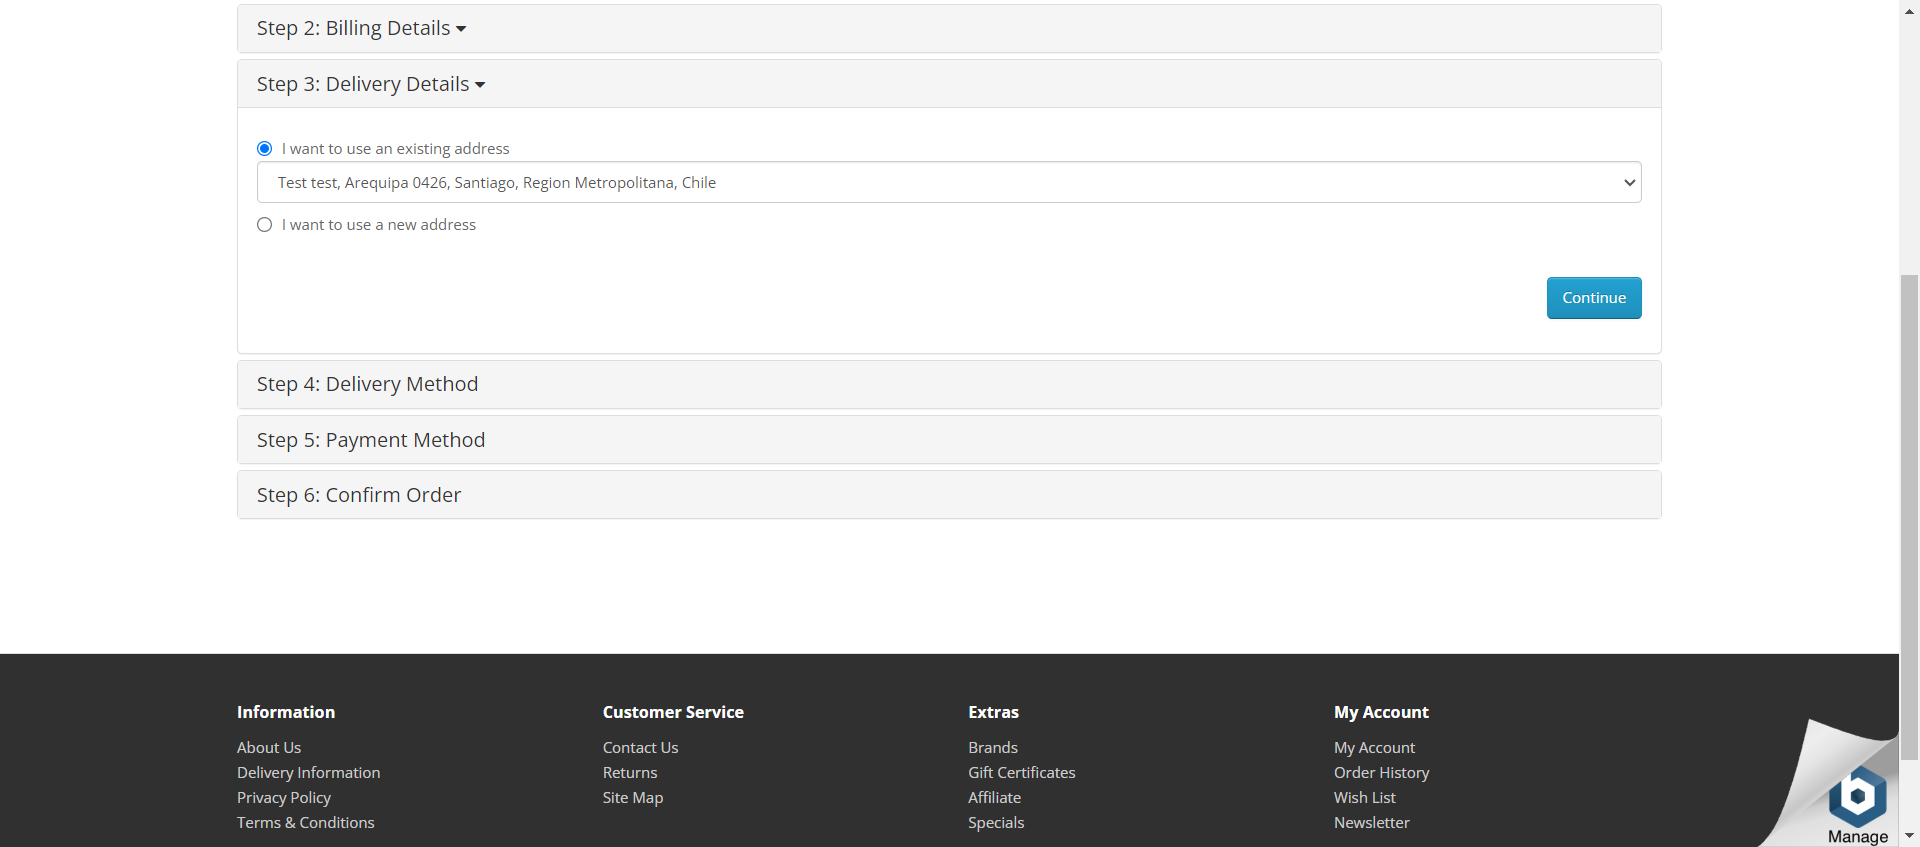 Step 2: Billing Details
Step 3: Delivery Details
I want to use an existing address
Test test, Arequipa 0426, Santiago, Region Metropolitana, Chile
I want to use a new address
Continue
Step 4: Delivery Method
Step 5: Payment Method
Step 6: Confirm Order
Information
About Us
Delivery Information
Privacy Policy
Terms & Conditions
Customer Service
Contact Us
Returns
Site Map
Extras
Brands
Gift Certificates
Affiliate
Specials
My Account
My Account
Order History
Wish List
Newsletter
b
Manage